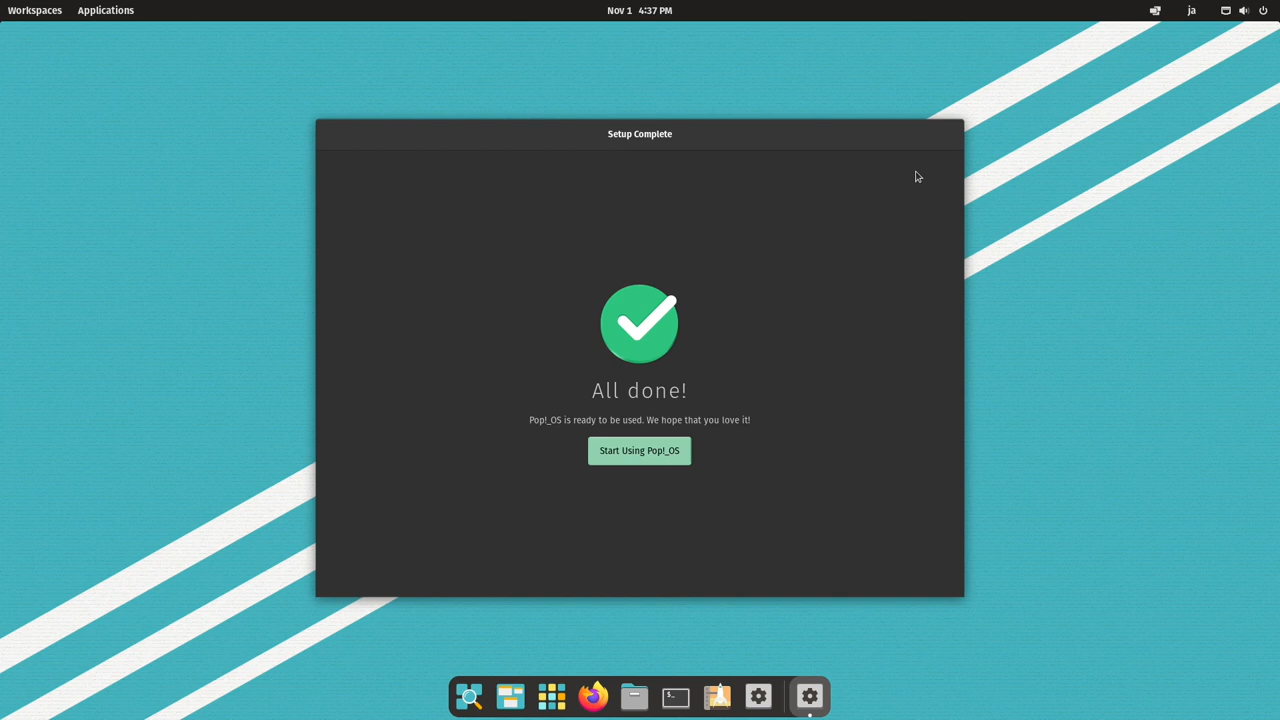 Workspaces Applications Nov 1 4:37 PM ja
Setup Complete
All done!
Pop!_OS is ready to be used. We hope that you love it!
Start Using Pop!_OS
$_